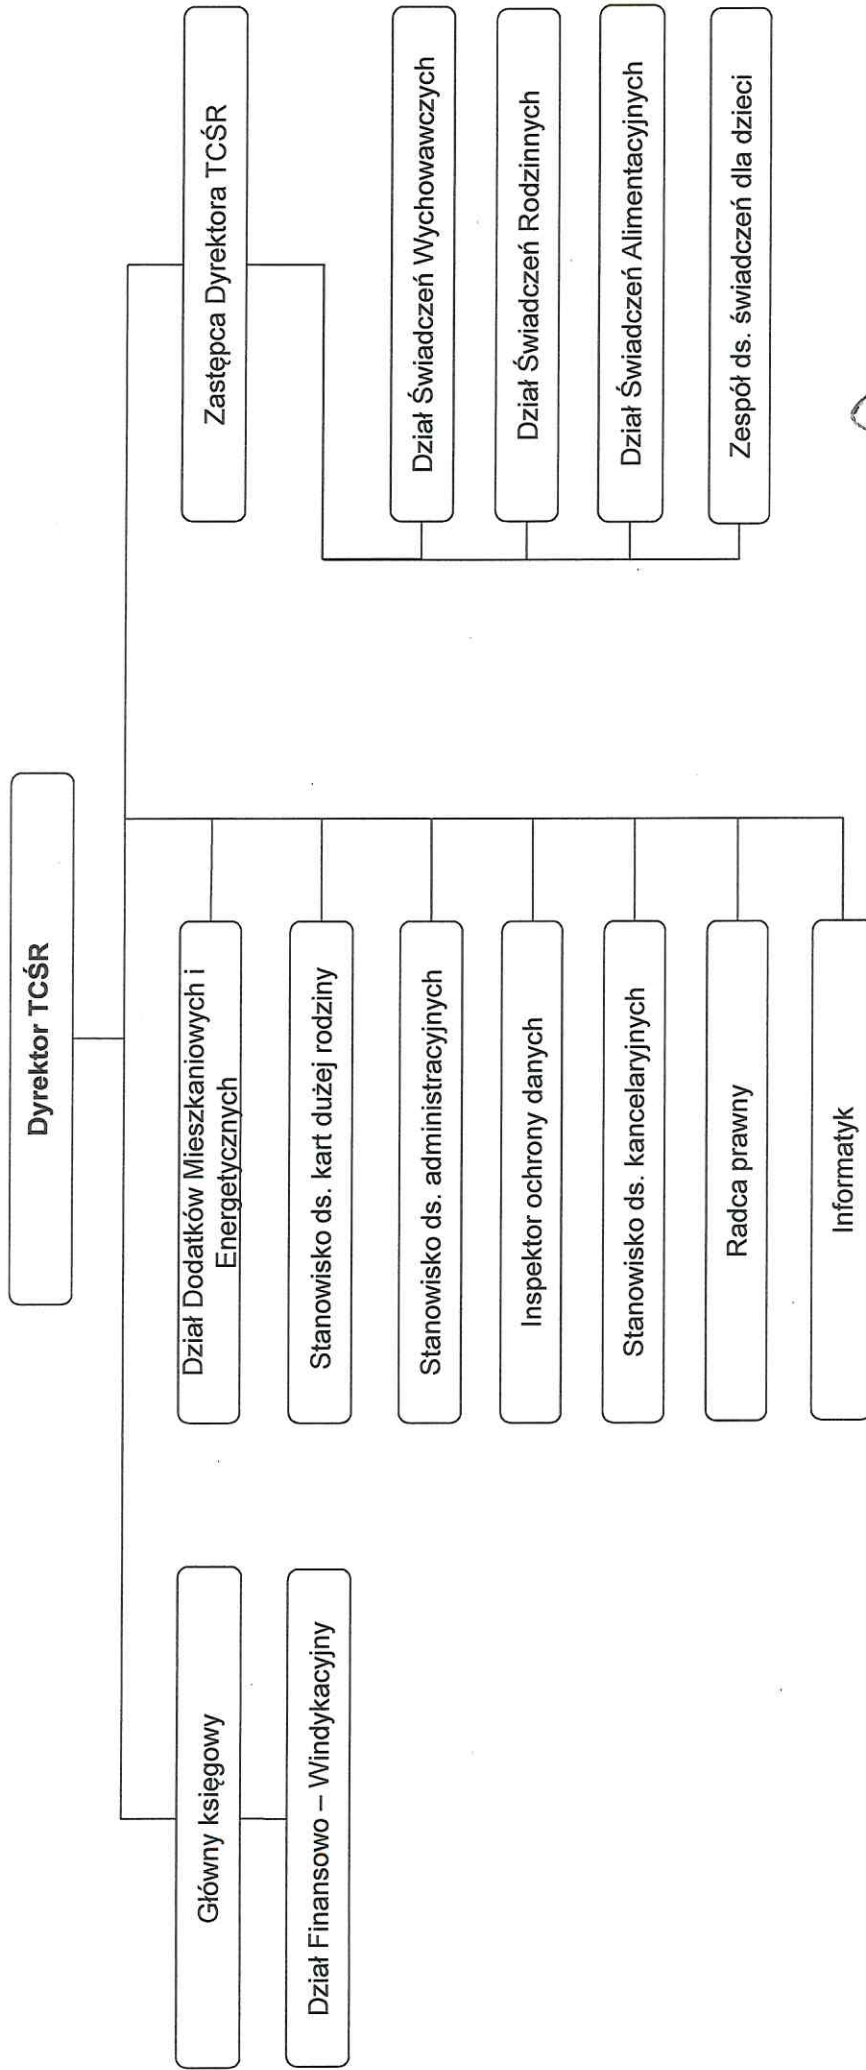 Dyrektor TCŚR
Główny księgowy
Dział Finansowo – Windykacyjny
Dział Dodatków Mieszkaniowych i
Energetycznych
Stanowisko ds. kart dużej rodziny
Stanowisko ds. administracyjnych
Inspektor ochrony danych
Stanowisko ds. kancelaryjnych
Radca prawny
Informatyk
Zastępca Dyrektora TCŚR
Dział Świadczeń Wychowawczych
Dział Świadczeń Rodzinnych
Dział Świadczeń Alimentacyjnych
Zespół ds. świadczeń dla dzieci